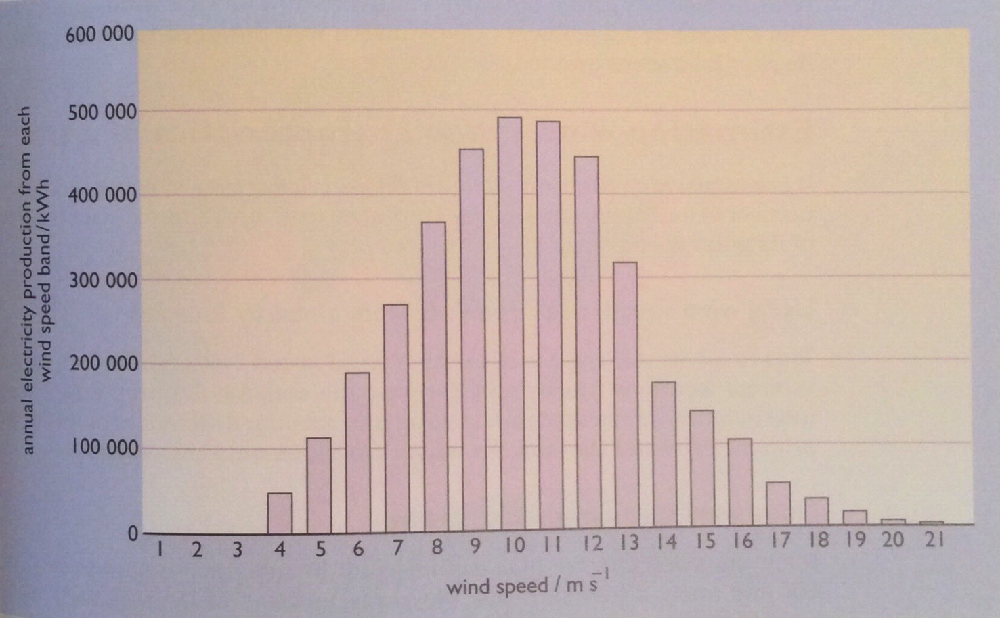 600 000
500 000
400 000
300 000
200 000
100 000
0
annual electricity production from each
wind speed band/kWh
1 2 3 4 5 6 7 8 9 10 11 12 13 14 15 16 17 18 19 20 21
wind speed / m s⁻¹